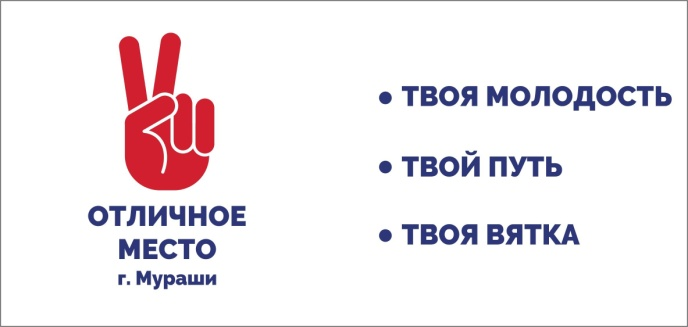 ОТЛИЧНОЕ
МЕСТО
г. Мураши
• ТВОЯ МОЛОДОСТЬ
• ТВОЙ ПУТЬ
• ТВОЯ ВЯТКА